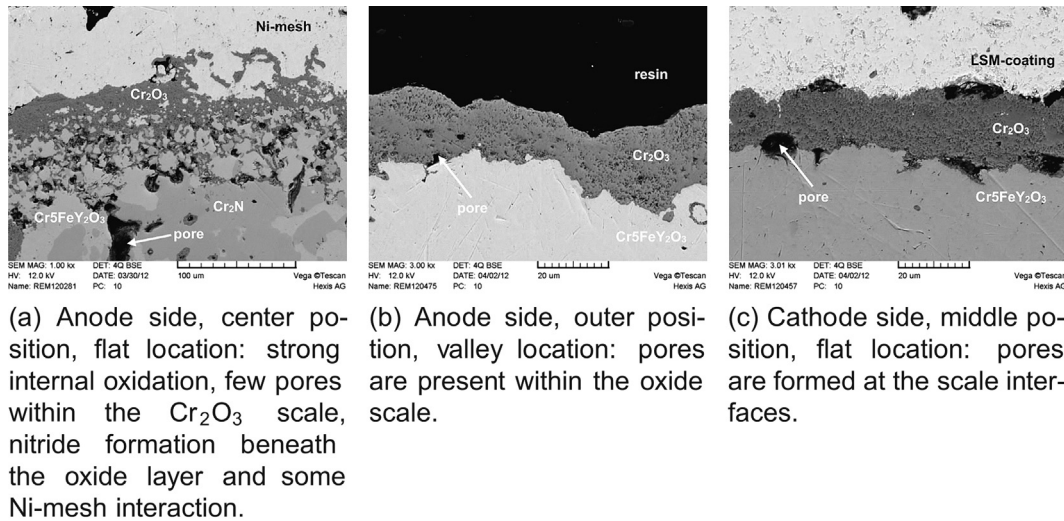 Ni-mesh
Cr₂O₃
Cr₂N
Cr5FeY₂O₃
pore
SEM MAG: 1.00 kx DET: 4Q BSE
HV: 12.0 kV DATE: 03/30/12 100 um Vega ©Tescan
Name: REM120281 PC: 10 Hexis AG
resin
Cr₂O₃
pore
Cr5FeY₂O₃
SEM MAG: 3.00 kx DET: 4Q BSE
HV: 12.0 kV DATE: 04/02/12 20 um Vega ©Tescan
Name: REM120475 PC: 10 Hexis AG
LSM-coating
Cr₂O₃
pore
Cr5FeY₂O₃
SEM MAG: 3.01 kx DET: 4Q BSE
HV: 12.0 kV DATE: 04/02/12 20 um Vega ©Tescan
Name: REM120457 PC: 10 Hexis AG
(a) Anode side, center po-
sition, flat location: strong
internal oxidation, few pores
within the Cr₂O₃ scale,
nitride formation beneath
the oxide layer and some
Ni-mesh interaction.
(b) Anode side, outer posi-
tion, valley location: pores
are present within the oxide
scale.
(c) Cathode side, middle po-
sition, flat location: pores
are formed at the scale inter-
faces.